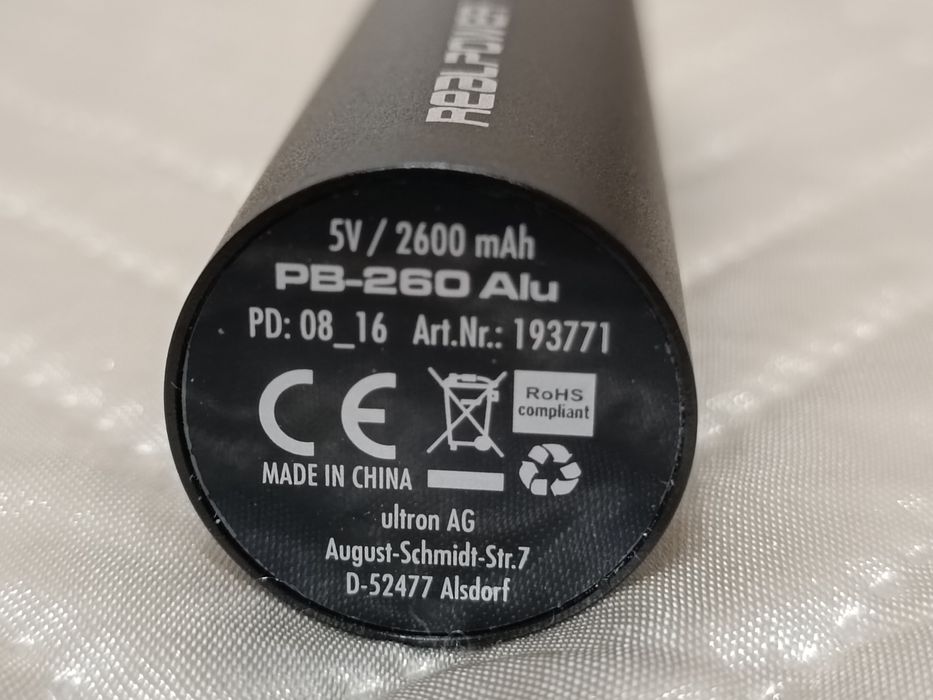 REALPOWER
5V / 2600 mAh
PB-260 Alu
PD: 08_16 Art.Nr.: 193771
CE
RoHS
compliant
MADE IN CHINA
ultron AG
August-Schmidt-Str.7
D-52477 Alsdorf